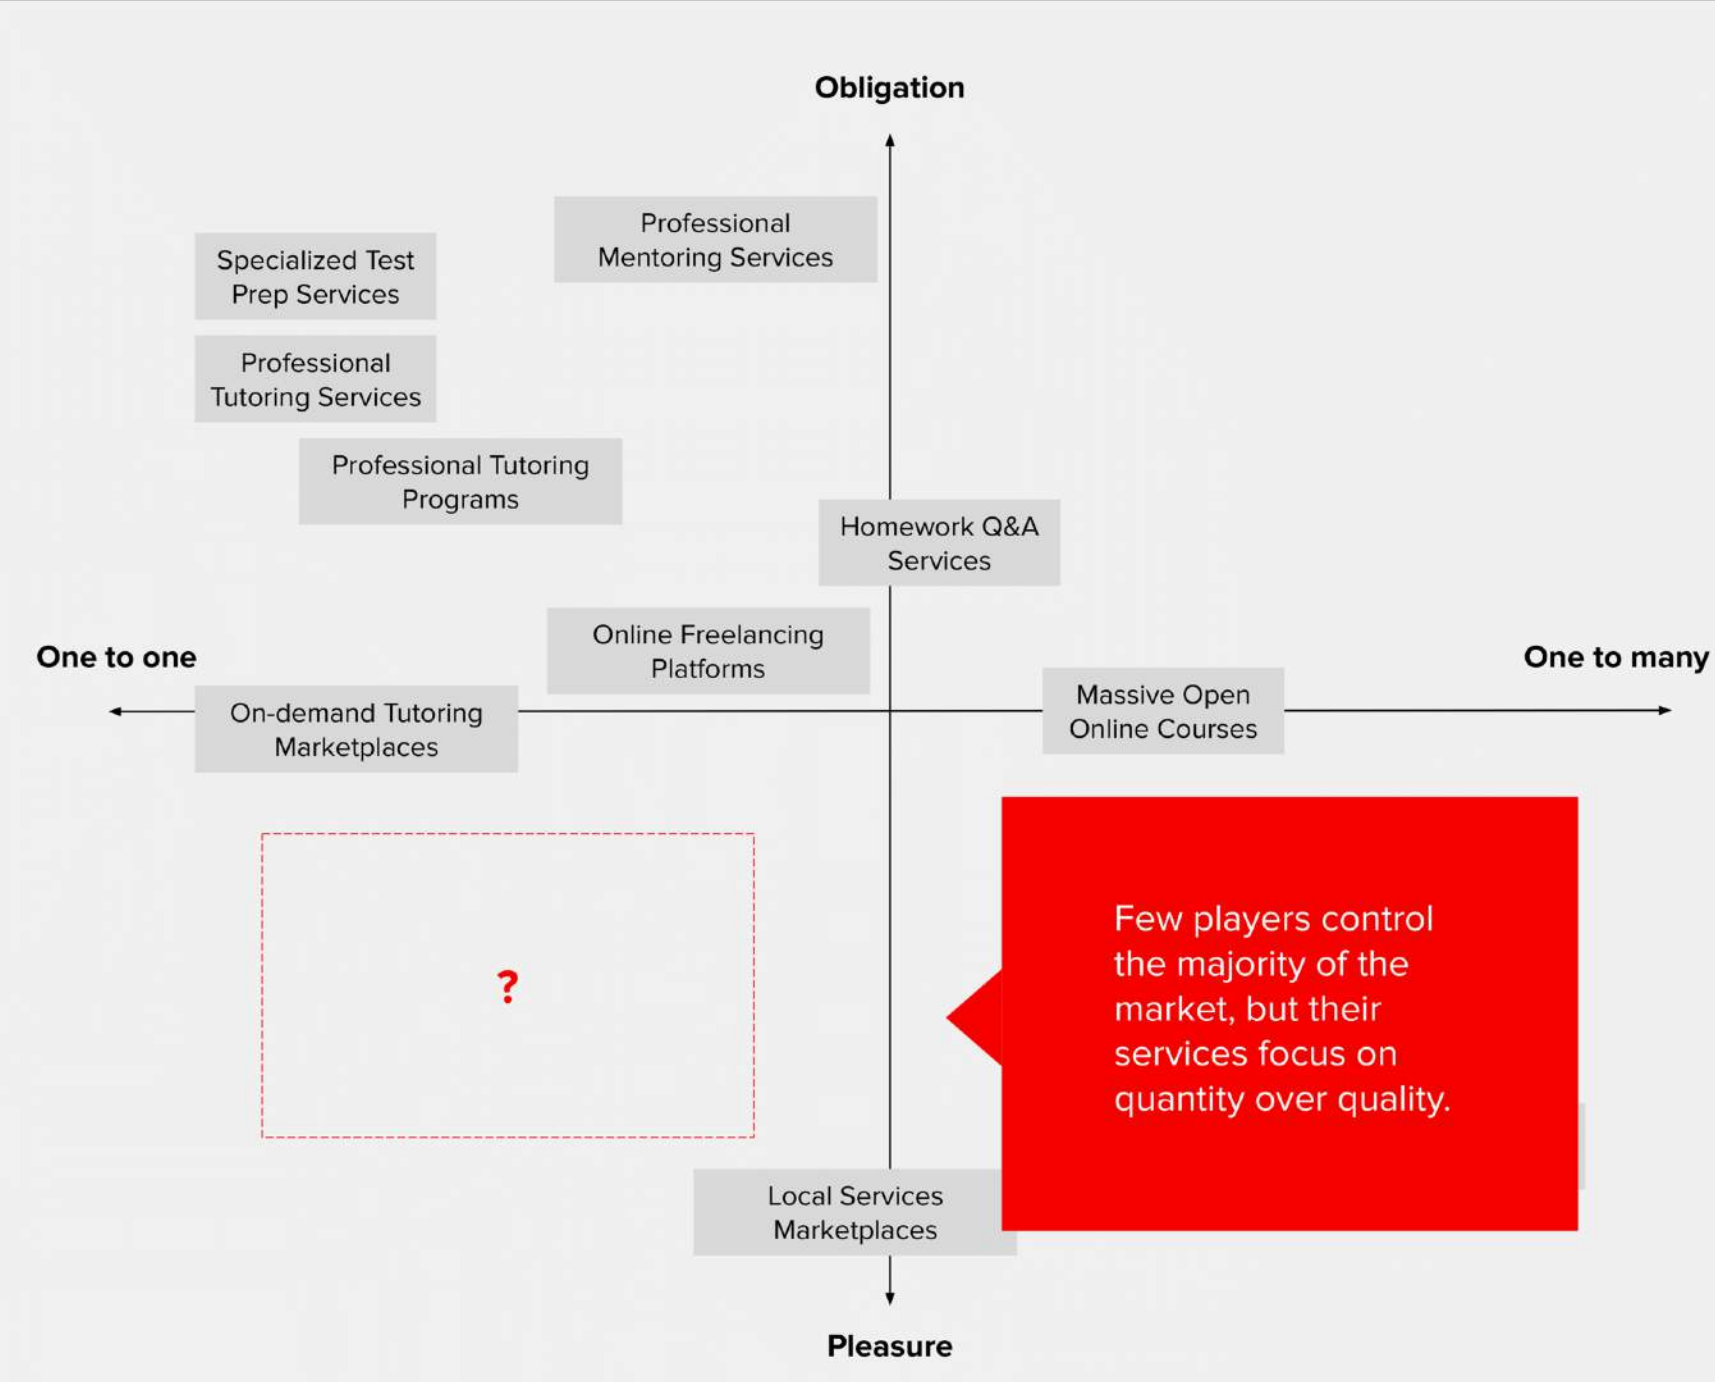 Obligation
Professional
Mentoring Services
Specialized Test
Prep Services
Professional
Tutoring Services
Professional Tutoring
Programs
Homework Q&A
Services
Online Freelancing
Platforms
One to one
One to many
On-demand Tutoring
Marketplaces
Massive Open
Online Courses
?
Few players control
the majority of the
market, but their
services focus on
quantity over quality.
Local Services
Marketplaces
Pleasure